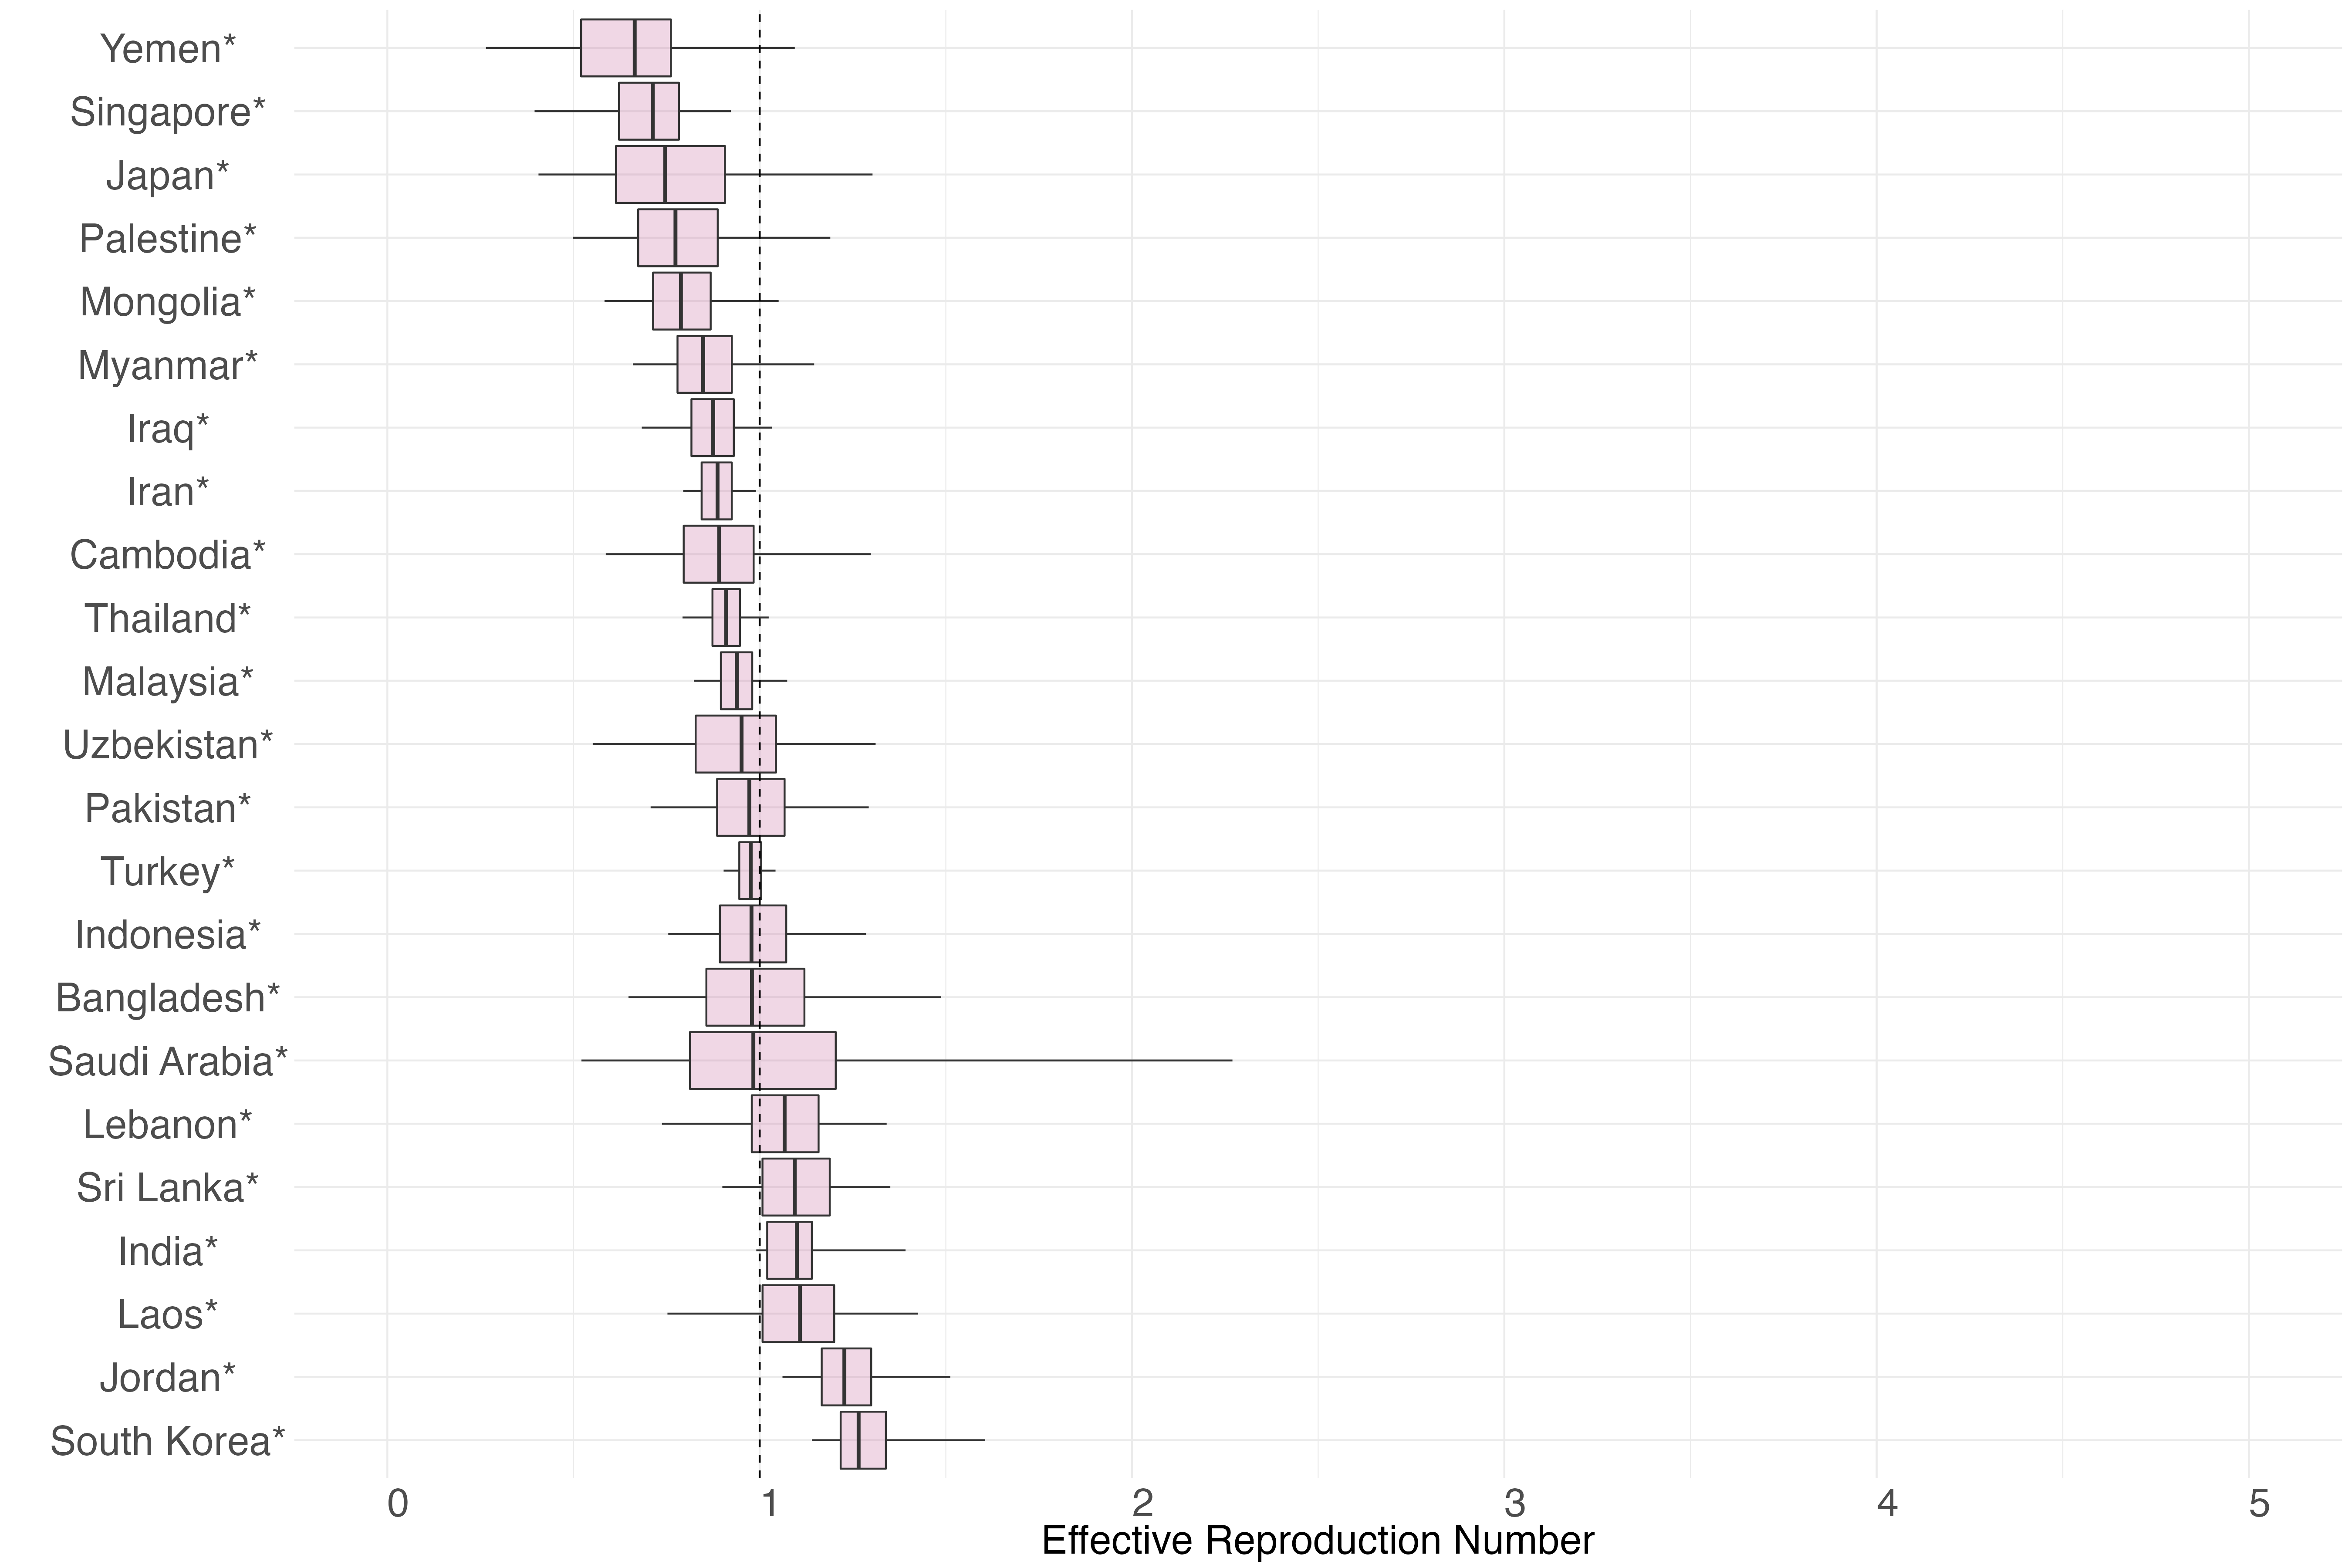 Yemen*
Singapore*
Japan*
Palestine*
Mongolia*
Myanmar*
Iraq*
Iran*
Cambodia*
Thailand*
Malaysia*
Uzbekistan*
Pakistan*
Turkey*
Indonesia*
Bangladesh*
Saudi Arabia*
Lebanon*
Sri Lanka*
India*
Laos*
Jordan*
South Korea*
0 1 2 3 4 5
Effective Reproduction Number